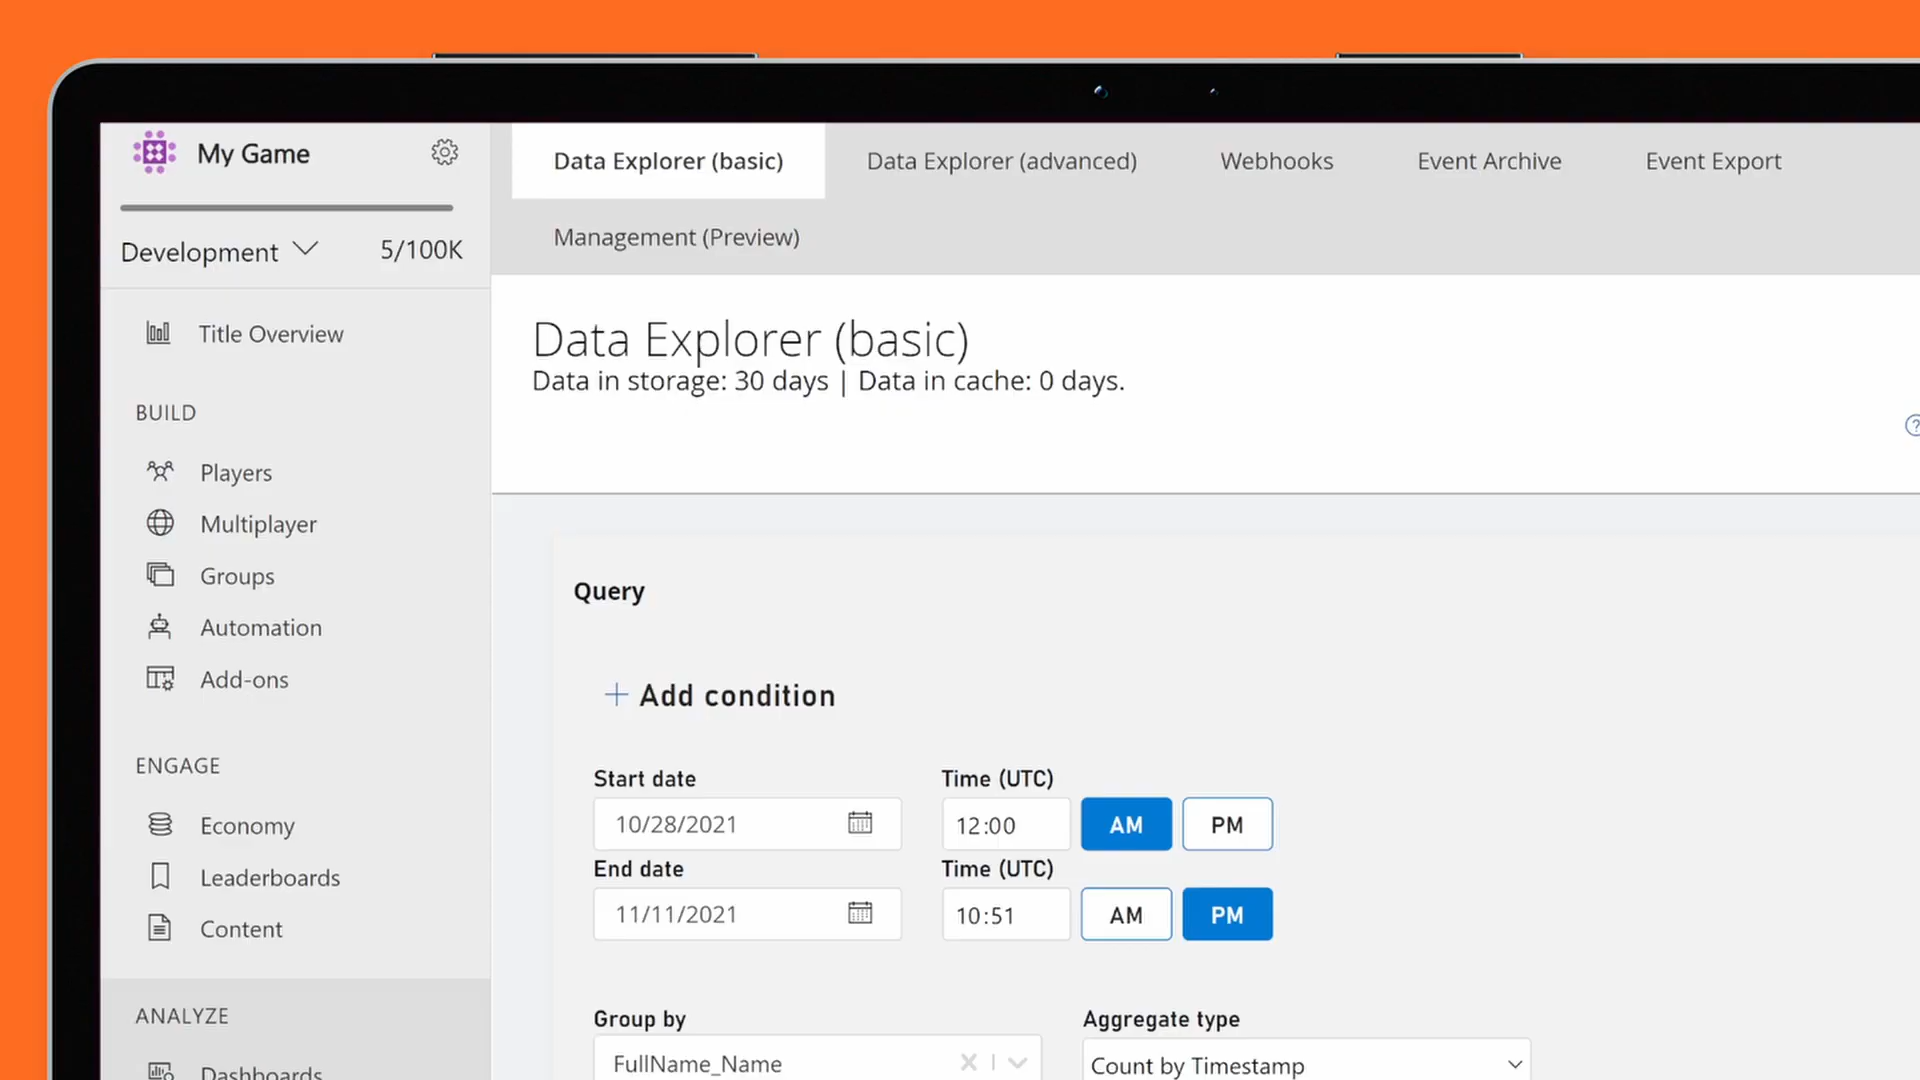 My Game
Development 5/100K
Title Overview
BUILD
Players
Multiplayer
Groups
Automation
Add-ons
ENGAGE
Economy
Leaderboards
Content
ANALYZE
Dashboards
Data Explorer (basic) Data Explorer (advanced) Webhooks Event Archive Event Export
Management (Preview)
Data Explorer (basic)
Data in storage: 30 days | Data in cache: 0 days.
?
Query
+ Add condition
Start date Time (UTC)
10/28/2021 12:00 AM PM
End date Time (UTC)
11/11/2021 10:51 AM PM
Group by Aggregate type
FullName_Name Count by Timestamp